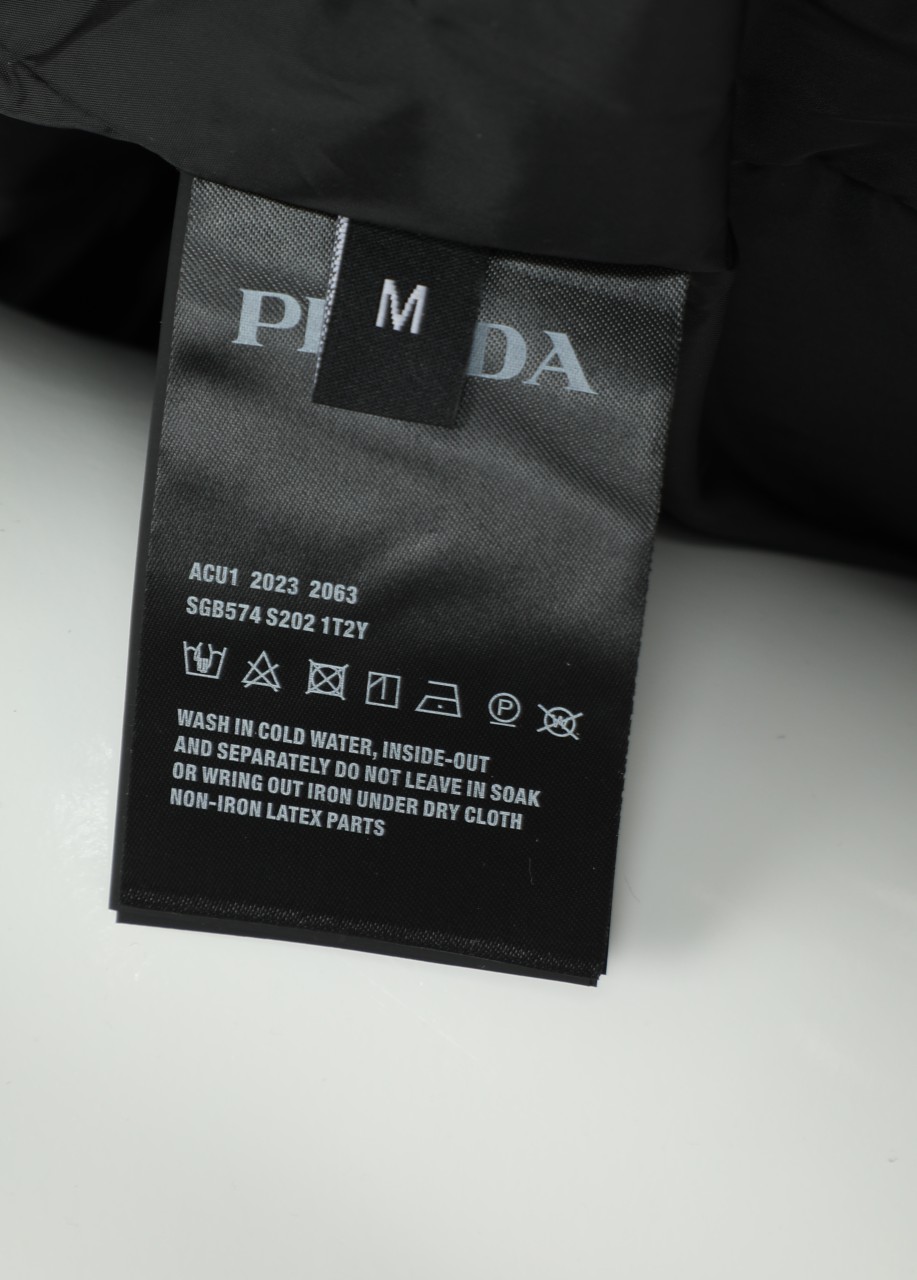 M
P DA
ACU1 2023 2063
SGB574 S202 1T2Y
P
W
WASH IN COLD WATER, INSIDE-OUT
AND SEPARATELY DO NOT LEAVE IN SOAK
OR WRING OUT IRON UNDER DRY CLOTH
NON-IRON LATEX PARTS